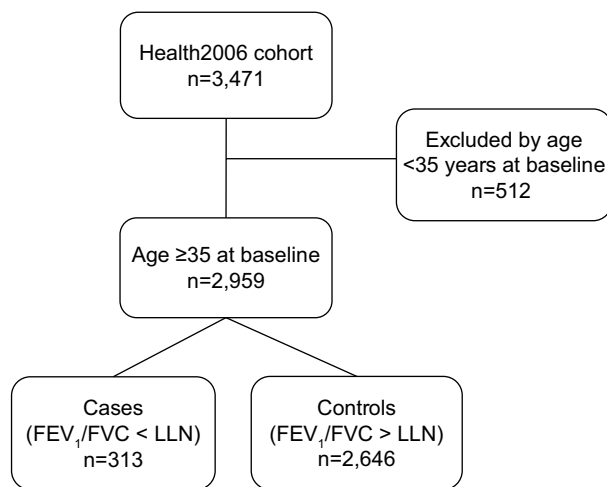 Health2006 cohort
n=3,471
Excluded by age
<35 years at baseline
n=512
Age ≥35 at baseline
n=2,959
Cases
(FEV₁/FVC < LLN)
n=313
Controls
(FEV₁/FVC > LLN)
n=2,646